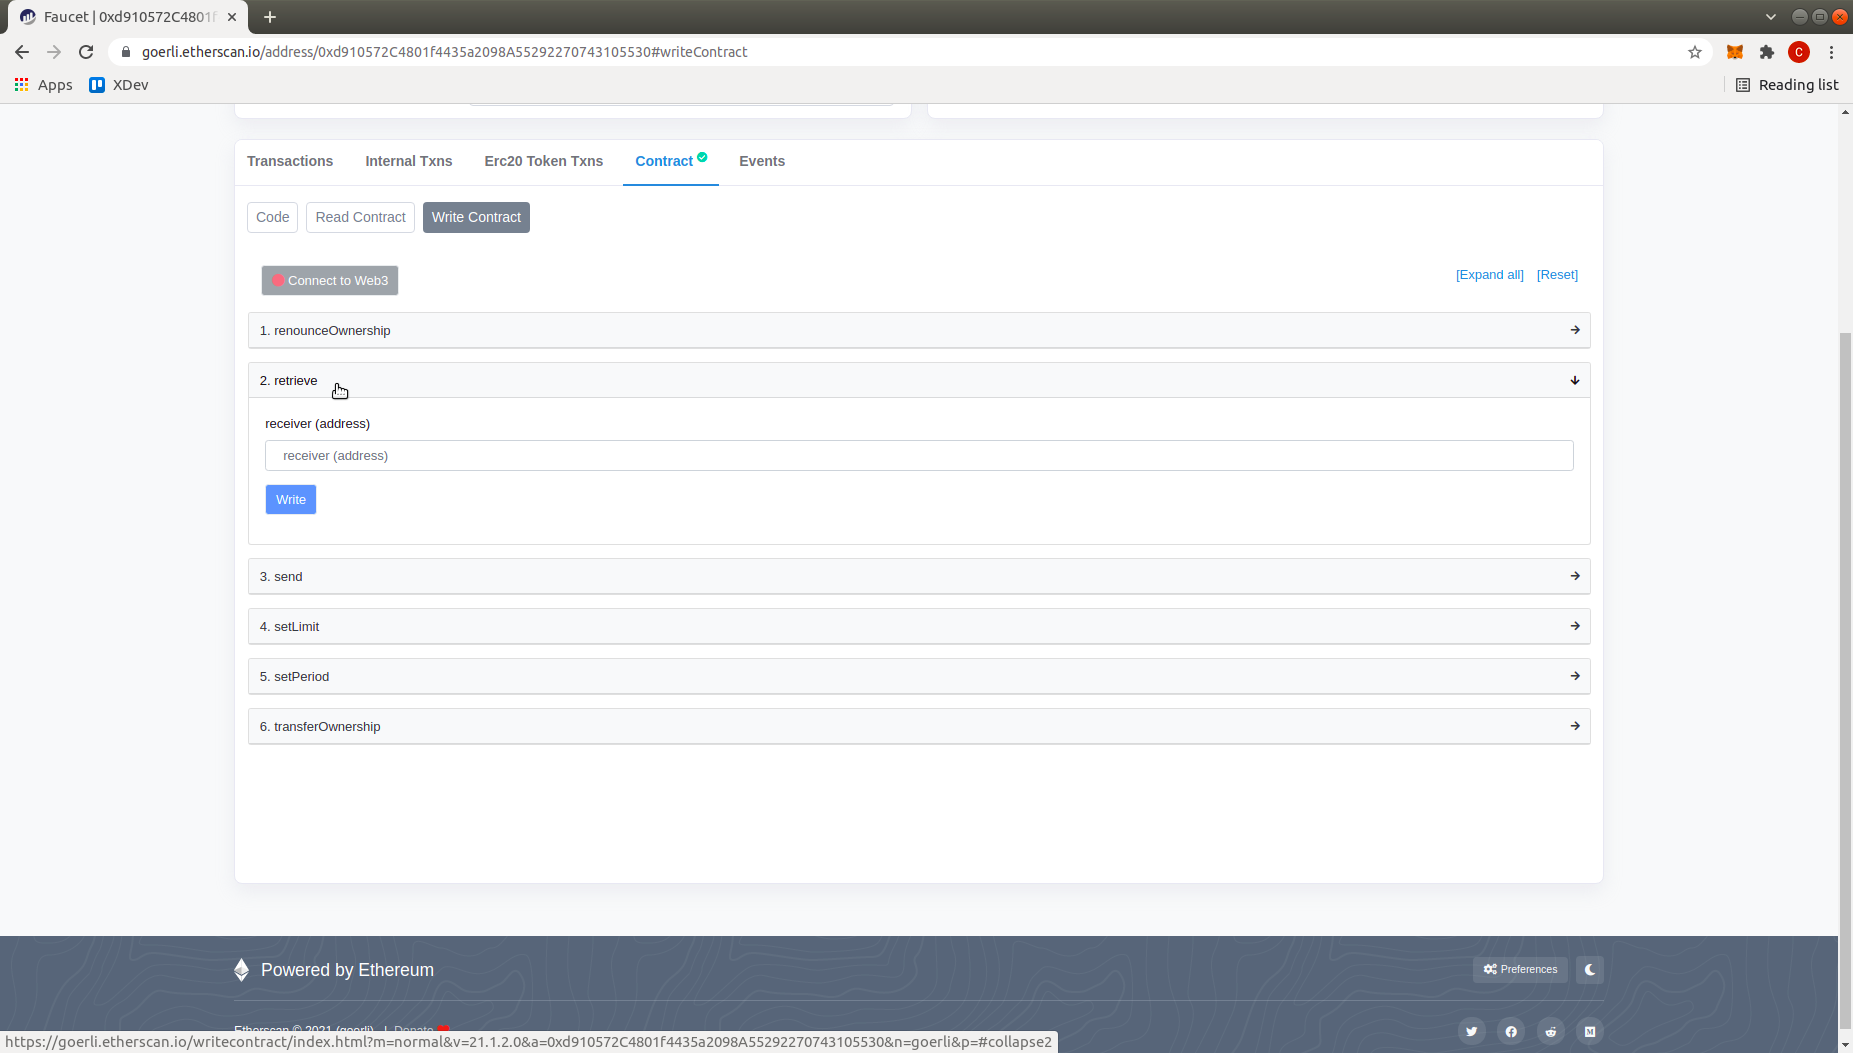 Faucet | 0xd910572C4801f
goerli.etherscan.io/address/0xd910572C4801f4435a2098A55292270743105530#writeContract
C
Apps XDev Reading list
Transactions Internal Txns Erc20 Token Txns Contract Events
Code Read Contract Write Contract
Connect to Web3 [Expand all] [Reset]
1. renounceOwnership
2. retrieve
receiver (address)
receiver (address)
Write
3. send
4. setLimit
5. setPeriod
6. transferOwnership
Powered by Ethereum Preferences
Etherscan © 2021 (goerli) | Donate
https://goerli.etherscan.io/writecontract/index.html?m=normal&v=21.1.2.0&a=0xd910572C4801f4435a2098A55292270743105530&n=goerli&p=#collapse2